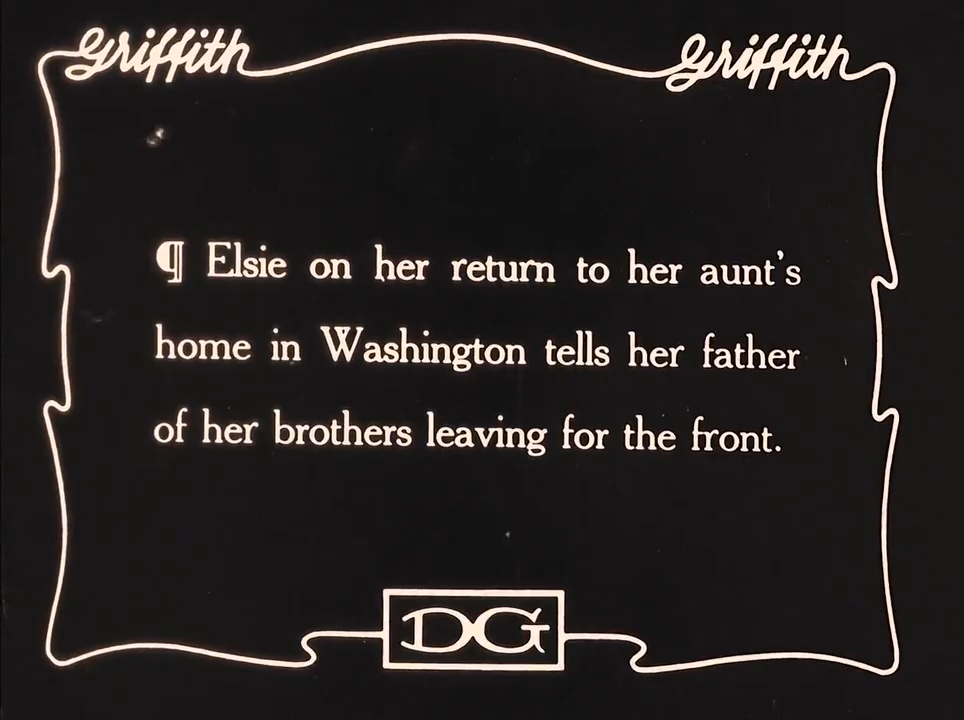 Griffith Griffith
¶ Elsie on her return to her aunt's
home in Washington tells her father
of her brothers leaving for the front.
DG